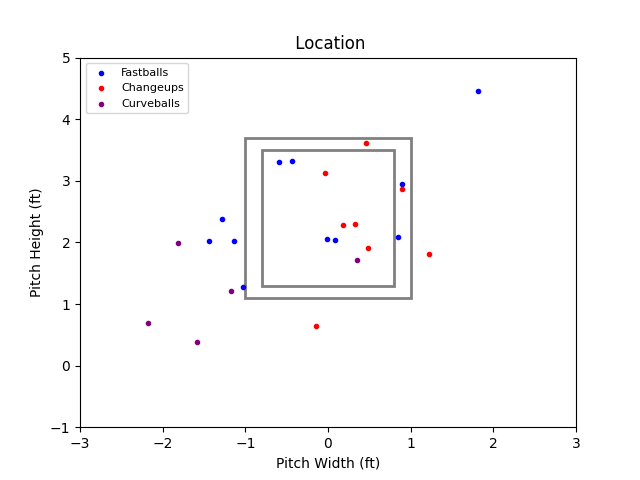 Location
Fastballs
Changeups
Curveballs
5
4
3
2
1
0
−1
−3
−2
−1
0
1
2
3
Pitch Height (ft)
Pitch Width (ft)